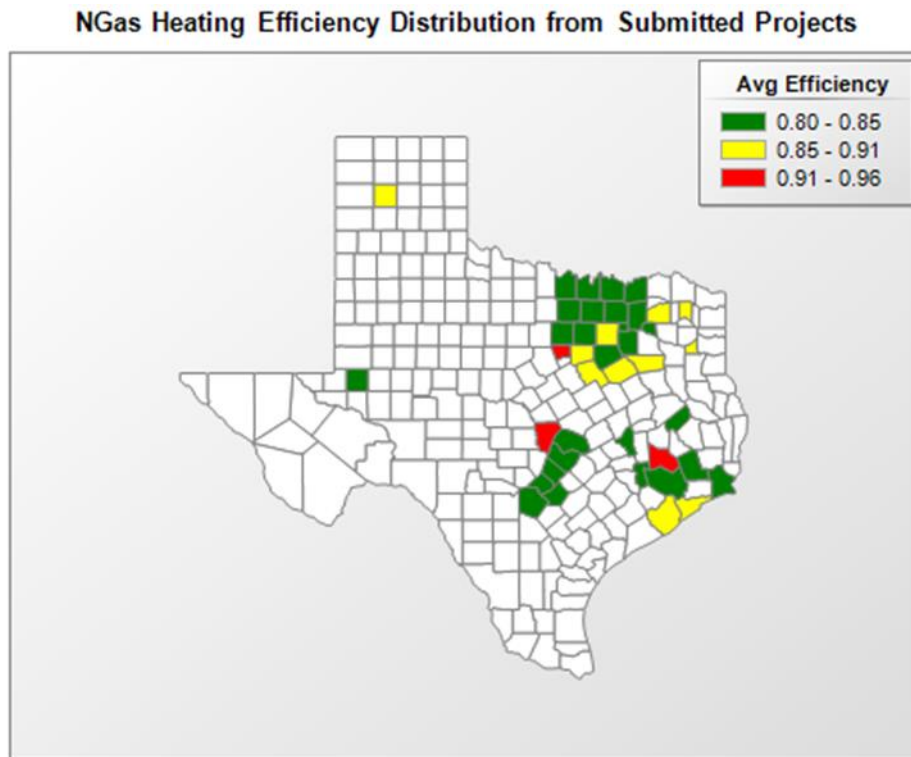 NGas Heating Efficiency Distribution from Submitted Projects
Avg Efficiency
0.80 - 0.85
0.85 - 0.91
0.91 - 0.96